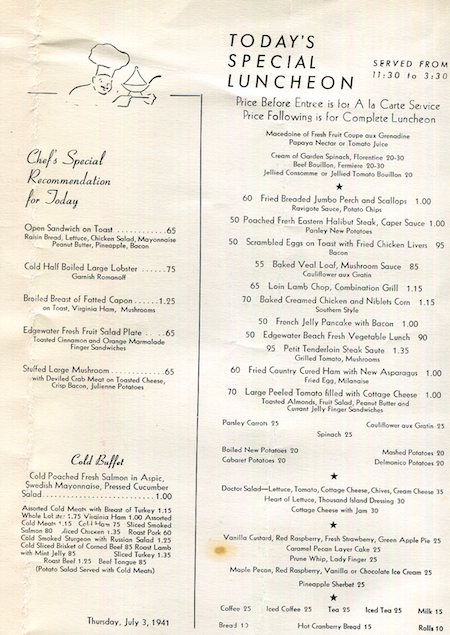 TODAY'S
SPECIAL
LUNCHEON
SERVED FROM
11:30 to 3:30
Price Before Entree is for A la Carte Service
Price Following is for Complete Luncheon
Macedoine of Fresh Fruit Coupe aux Grenadine
Papaya Nectar or Tomato Juice
Cream of Garden Spinach, Florentine 20-30
Beef Bouillon, Fermiere 20-30
Jellied Consomme or Jellied Tomato Bouillon 20
★
60 Fried Breaded Jumbo Perch and Scallops 1.00
Ravigote Sauce, Potato Chips
50 Poached Fresh Eastern Halibut Steak, Caper Sauce 1.00
Parsley New Potatoes
50 Scrambled Eggs on Toast with Fried Chicken Livers 95
Bacon
55 Baked Veal Loaf, Mushroom Sauce 85
Cauliflower aux Gratin
65 Loin Lamb Chop, Combination Grill 1.15
70 Baked Creamed Chicken and Niblets Corn 1.15
Southern Style
50 French Jelly Pancake with Bacon 1.00
50 Edgewater Beach Fresh Vegetable Lunch 90
95 Petit Tenderloin Steak Saute 1.35
Grilled Tomato, Mushrooms
60 Fried Country Cured Ham with New Asparagus 1.00
Fried Egg, Milanaise
70 Large Peeled Tomato filled with Cottage Cheese 1.00
Toasted Almonds, Fruit Salad, Peanut Butter and
Currant Jelly Finger Sandwiches
Parsley Carrots 25 Cauliflower aux Gratin 25
Spinach 25
Boiled New Potatoes 20 Mashed Potatoes 20
Cabaret Potatoes 20 Delmonico Potatoes 20
★
Doctor Salad—Lettuce, Tomato, Cottage Cheese, Chives, Cream Cheese 35
Heart of Lettuce, Thousand Island Dressing 30
Cottage Cheese with Jam 30
★
Vanilla Custard, Red Raspberry, Fresh Strawberry, Green Apple Pie 25
Caramel Pecan Layer Cake 25
Prune Whip, Lady Finger 25
Maple Pecan, Red Raspberry, Vanilla or Chocolate Ice Cream 25
Pineapple Sherbet 25
★
Coffee 25 Iced Coffee 25 Tea 25 Iced Tea 25 Milk 15
Bread 10 Hot Cranberry Bread 15 Rolls 10
Chef's Special
Recommendation
for Today
Open Sandwich on Toast ............ .65
Raisin Bread, Lettuce, Chicken Salad, Mayonnaise
Peanut Butter, Pineapple, Bacon
Cold Half Boiled Large Lobster ...... .75
Garnish Romanoff
Broiled Breast of Fatted Capon ..... 1.25
on Toast, Virginia Ham, Mushrooms
Edgewater Fresh Fruit Salad Plate .. .65
Toasted Cinnamon and Orange Marmalade
Finger Sandwiches
Stuffed Large Mushroom ............ .65
with Deviled Crab Meat on Toasted Cheese,
Crisp Bacon, Julienne Potatoes
Cold Buffet
Cold Poached Fresh Salmon in Aspic,
Swedish Mayonnaise, Pressed Cucumber
Salad........................1.00
Assorted Cold Meats with Breast of Turkey 1.15
Whole Lobster 1.75 Virginia Ham 1.00 Assorted
Cold Meats 1.15 Cold Ham 75 Sliced Smoked
Salmon 80 Sliced Chicken 1.35 Roast Pork 60
Cold Smoked Sturgeon with Russian Salad 1.25
Cold Sliced Brisket of Corned Beef 85 Roast Lamb
with Mint Jelly 85 Sliced Turkey 1.35
Roast Beef 1.25 Beef Tongue 85
(Potato Salad Served with Cold Meats)
Thursday, July 3, 1941